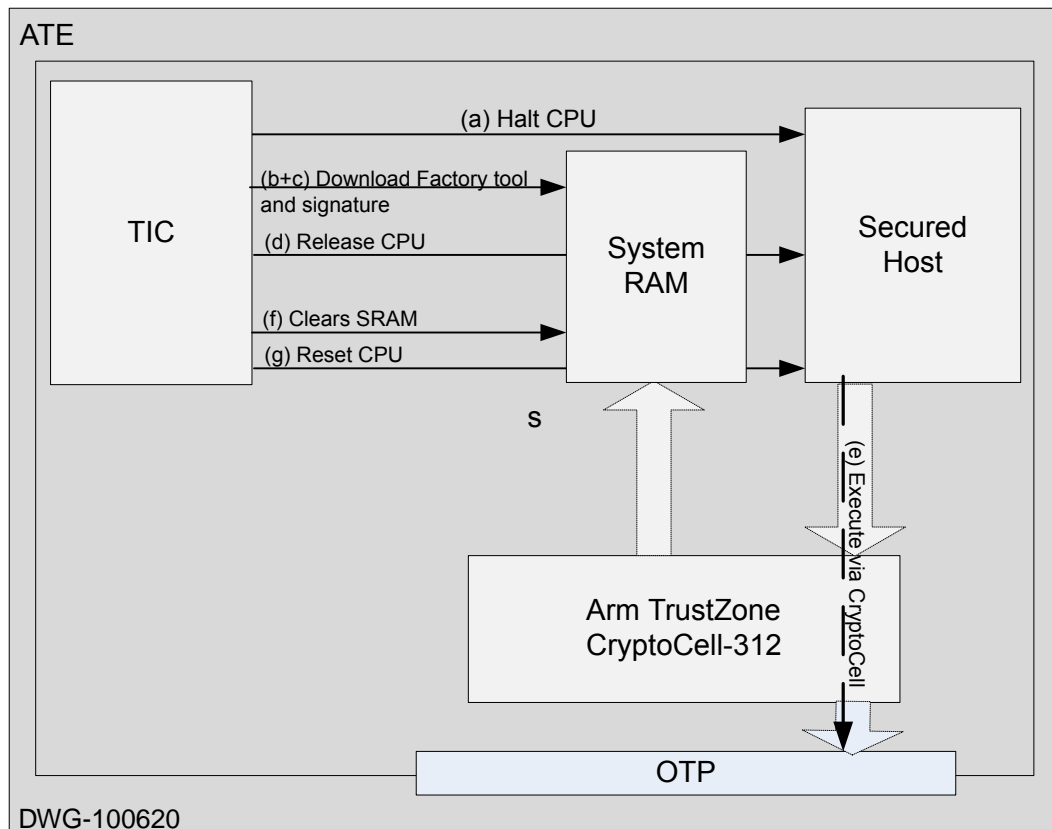 ATE
(a) Halt CPU
(b+c) Download Factory tool
and signature
TIC
(d) Release CPU
System
RAM
Secured
Host
(f) Clears SRAM
(g) Reset CPU
s
(e) Execute via CryptoCell
Arm TrustZone
CryptoCell-312
OTP
DWG-100620